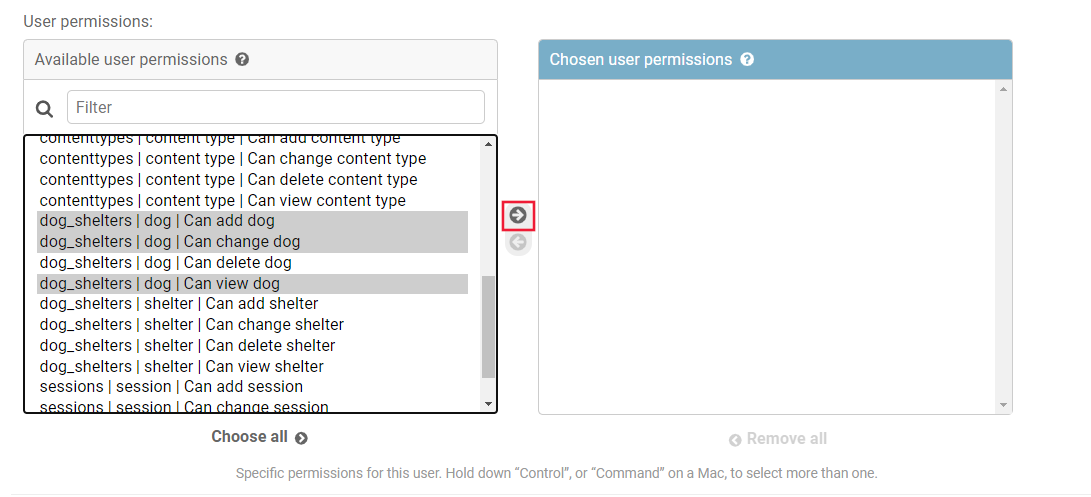 User permissions:
Available user permissions
Filter
contenttypes | content type | Can add content type
contenttypes | content type | Can change content type
contenttypes | content type | Can delete content type
contenttypes | content type | Can view content type
dog_shelters | dog | Can add dog
dog_shelters | dog | Can change dog
dog_shelters | dog | Can delete dog
dog_shelters | dog | Can view dog
dog_shelters | shelter | Can add shelter
dog_shelters | shelter | Can change shelter
dog_shelters | shelter | Can delete shelter
dog_shelters | shelter | Can view shelter
sessions | session | Can add session
sessions | session | Can change session
Choose all
Chosen user permissions
Remove all
Specific permissions for this user. Hold down “Control”, or “Command” on a Mac, to select more than one.